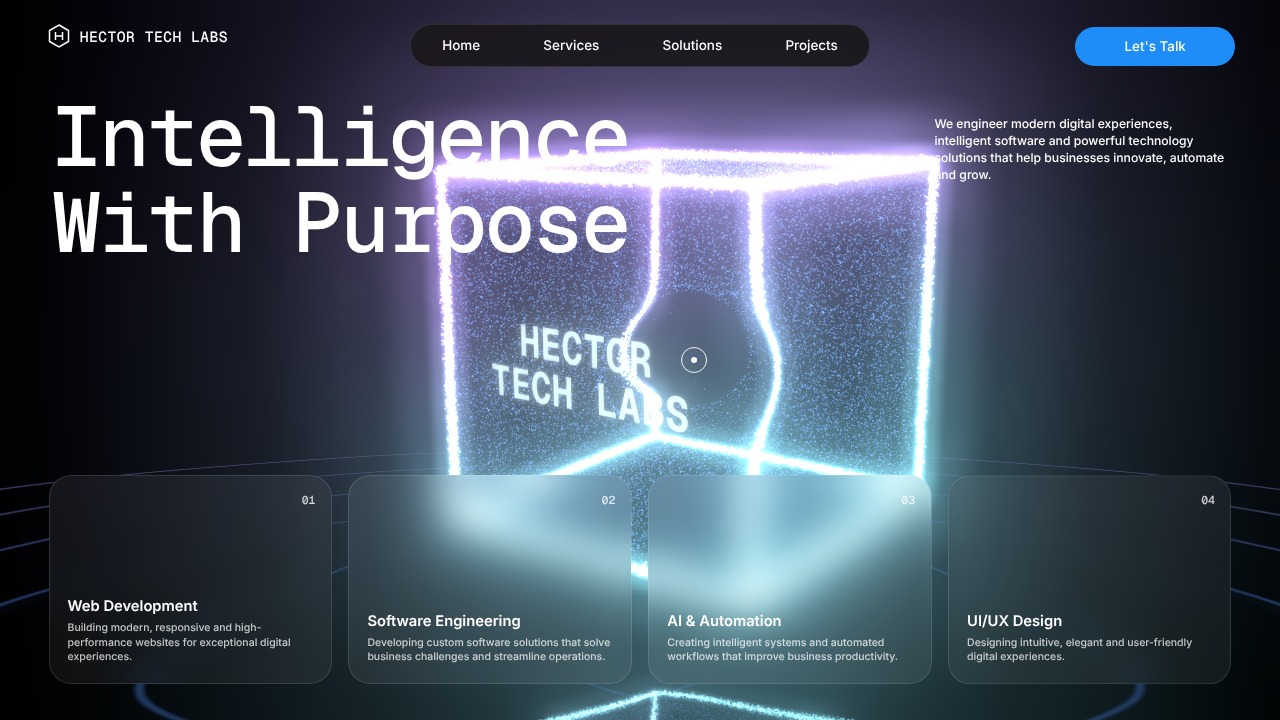 HECTOR TECH LABS
Home
Services
Solutions
Projects
Let's Talk
Intelligence
With Purpose
We engineer modern digital experiences,
intelligent software and powerful technology
solutions that help businesses innovate, automate
and grow.
HECTOR
TECH LABS
01
Web Development
Building modern, responsive and high-
performance websites for exceptional digital
experiences.
02
Software Engineering
Developing custom software solutions that solve
business challenges and streamline operations.
03
AI & Automation
Creating intelligent systems and automated
workflows that improve business productivity.
04
UI/UX Design
Designing intuitive, elegant and user-friendly
digital experiences.